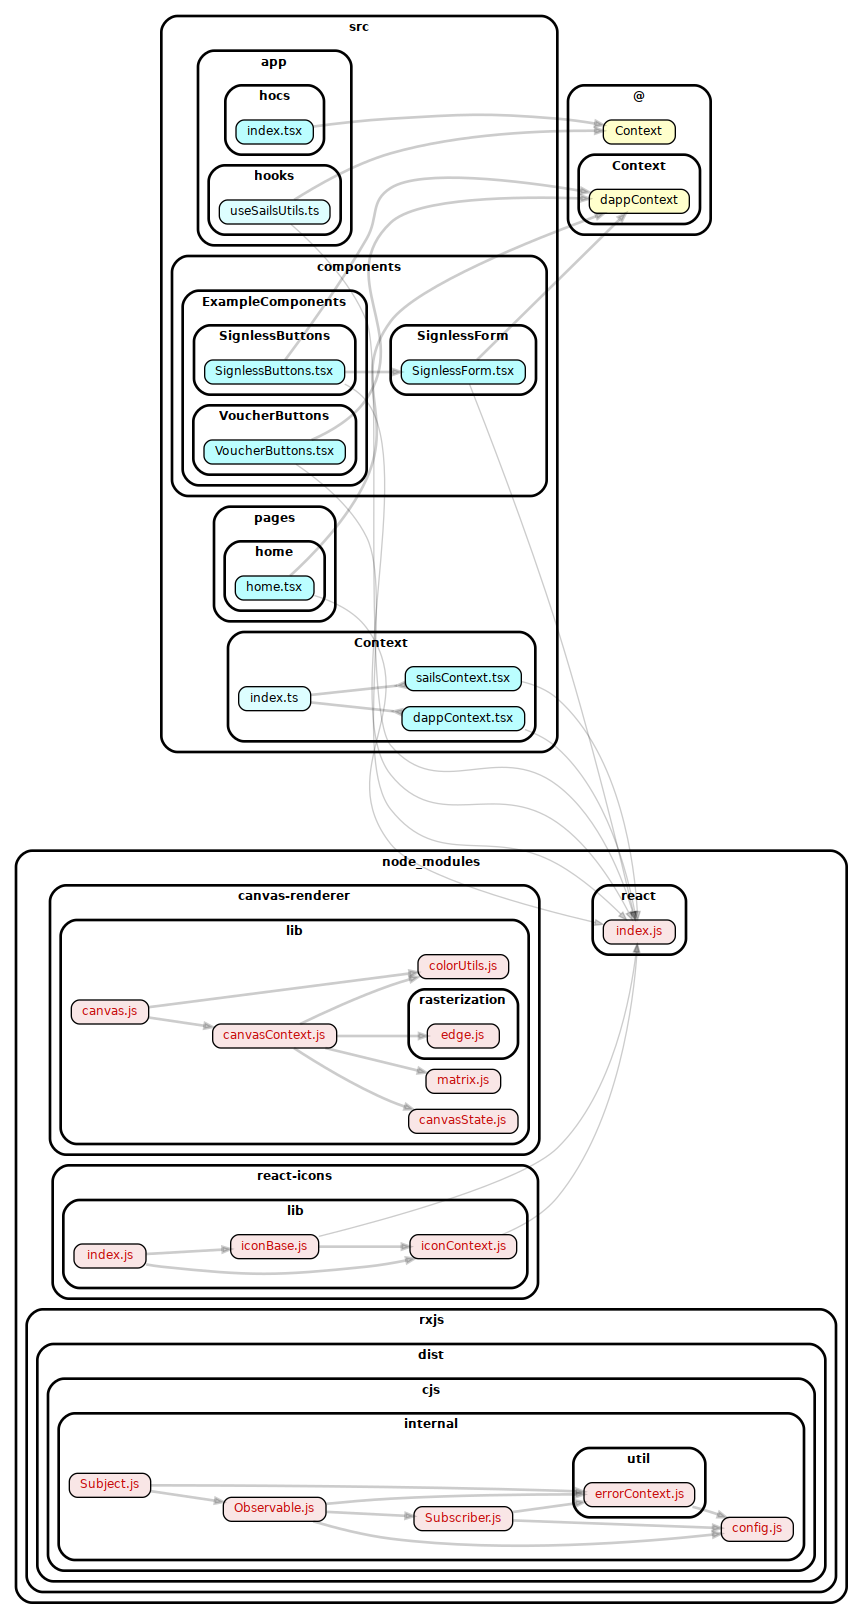 src
app
hocs
index.tsx
hooks
useSailsUtils.ts
@
Context
Context
dappContext
components
ExampleComponents
SignlessButtons
SignlessButtons.tsx
SignlessForm
SignlessForm.tsx
VoucherButtons
VoucherButtons.tsx
pages
home
home.tsx
Context
index.ts
sailsContext.tsx
dappContext.tsx
node_modules
canvas-renderer
lib
canvas.js
canvasContext.js
colorUtils.js
rasterization
edge.js
matrix.js
canvasState.js
react
index.js
react-icons
lib
index.js
iconBase.js
iconContext.js
rxjs
dist
cjs
internal
Subject.js
Observable.js
Subscriber.js
util
errorContext.js
config.js